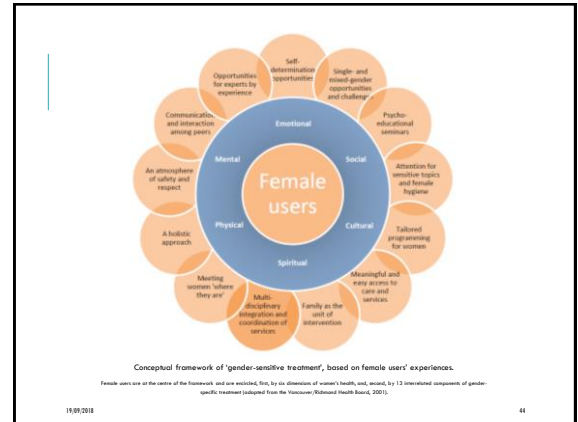 Self-
determination
opportunities
Single- and
mixed-gender
opportunities
and challenges
Psycho-
educational
seminars
Attention for
sensitive topics
and female
hygiene
Tailored
programming
for women
Meaningful and
easy access to
care and
services
Family as the
unit of
intervention
Multi-
disciplinary
integration and
coordination of
services
Meeting
women 'where
they are'
A holistic
approach
An atmosphere
of safety and
respect
Communication
and interaction
among peers
Opportunities
for experts by
experience
Emotional
Social
Cultural
Spiritual
Physical
Mental
Female
users
Conceptual framework of 'gender-sensitive treatment', based on female users' experiences.
Female users are at the centre of the framework and are encircled, first, by six dimensions of women's health, and, second, by 13 interrelated components of gender-
specific treatment (adapted from the Vancouver/Richmond Health Board, 2001).
19/09/2018
44